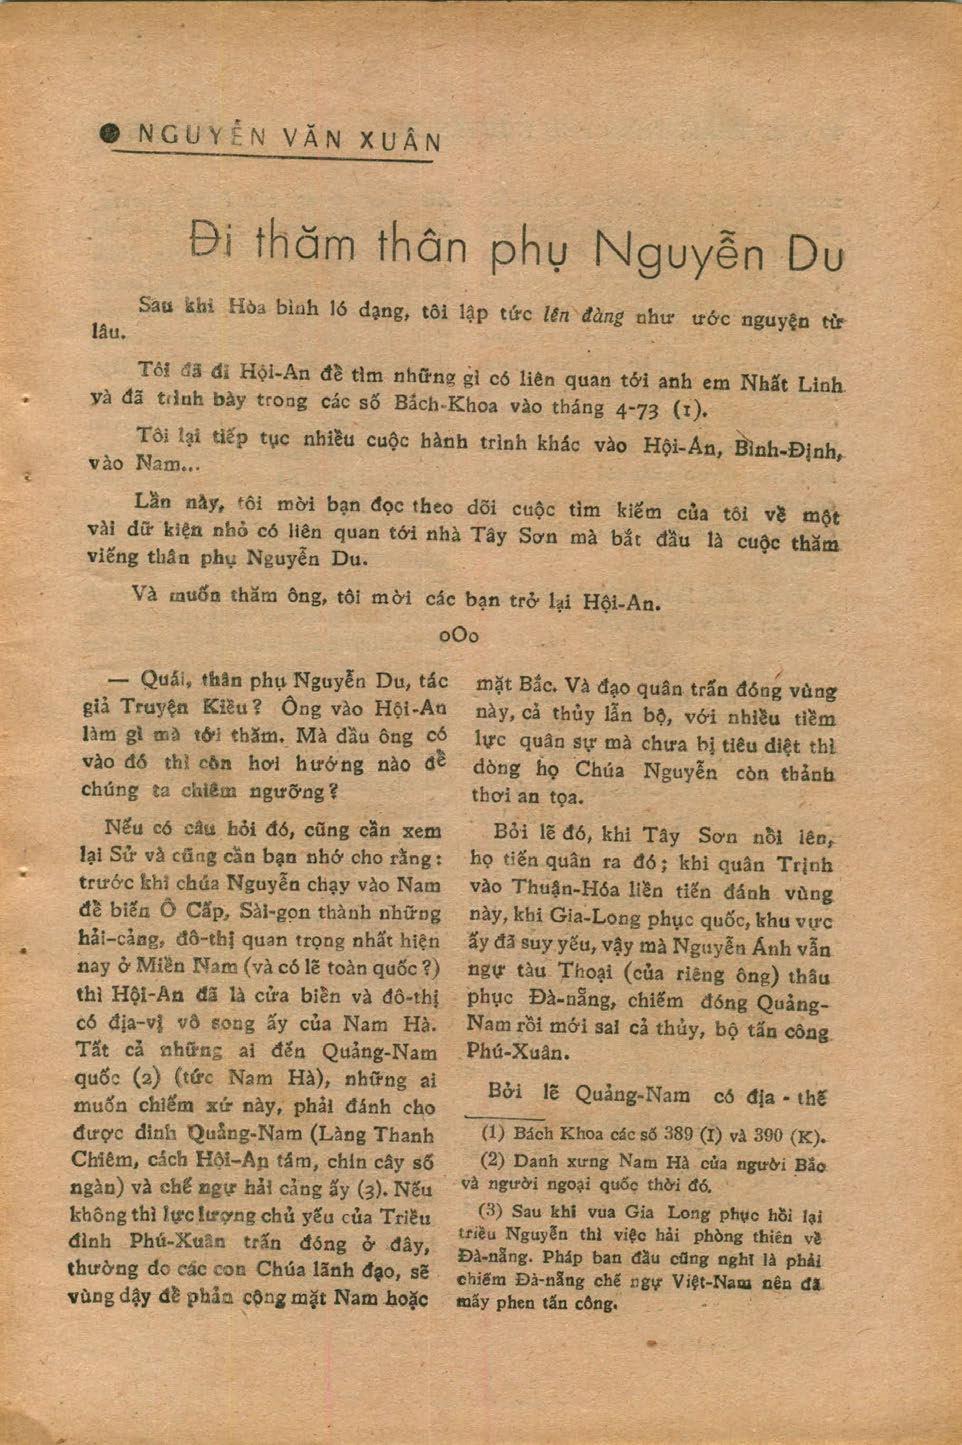 ● NGUYỄN VĂN XUÂN
Đi thăm thân phụ Nguyễn Du
Sau khi Hòa bình ló dạng, tôi lập tức lên đàng như ước nguyện từ
lâu.
Tôi đã đi Hội-An để tìm những gì có liên quan tới anh em Nhất Linh
và đã trình bày trong các số Bách-Khoa vào tháng 4-73 (1).
Tôi lại tiếp tục nhiều cuộc hành trình khác vào Hội-An, Bình-Định,
vào Nam...
Lần này, tôi mời bạn đọc theo dõi cuộc tìm kiếm của tôi về một
vài dữ kiện nhỏ có liên quan tới nhà Tây Sơn mà bắt đầu là cuộc thăm
viếng thân phụ Nguyễn Du.
Và muốn thăm ông, tôi mời các bạn trở lại Hội-An.
oOo
— Quái, thân phụ Nguyễn Du, tác
giả Truyện Kiều? Ông vào Hội-An
làm gì mà tới thăm. Mà dầu ông có
vào đó thì còn hơi hướng nào để
chúng ta chiêm ngưỡng?
Nếu có câu hỏi đó, cũng cần xem
lại Sử và cũng cần bạn nhớ cho rằng:
trước khi chúa Nguyễn chạy vào Nam
để biến Ô Cấp, Sài-gòn thành những
hải-cảng, đô-thị quan trọng nhất hiện
nay ở Miền Nam (và có lẽ toàn quốc?)
thì Hội-An đã là cửa biển và đô-thị
có địa-vị vô song ấy của Nam Hà.
Tất cả những ai đến Quảng-Nam
quốc (2) (tức Nam Hà), những ai
muốn chiếm xứ này, phải đánh cho
được dinh Quảng-Nam (Làng Thanh
Chiêm, cách Hội-An tám, chín cây số
ngàn) và chế ngự hải cảng ấy (3). Nếu
không thì lực lượng chủ yếu của Triều
đình Phú-Xuân trấn đóng ở đây,
thường do các con Chúa lãnh đạo, sẽ
vùng dậy để phản công mặt Nam hoặc
mặt Bắc. Và đạo quân trấn đóng vùng
này, cả thủy lẫn bộ, với nhiều tiềm
lực quân sự mà chưa bị tiêu diệt thì
dòng họ Chúa Nguyễn còn thảnh
thơi an tọa.
Bởi lẽ đó, khi Tây Sơn nổi lên,
họ tiến quân ra đó; khi quân Trịnh
vào Thuận-Hóa liền tiến đánh vùng
này, khi Gia-Long phục quốc, khu vực
ấy đã suy yếu, vậy mà Nguyễn Ánh vẫn
ngự tàu Thoại (của riêng ông) thâu
phục Đà-nẵng, chiếm đóng Quảng-
Nam rồi mới sai cả thủy, bộ tấn công
Phú-Xuân.
Bởi lẽ Quảng-Nam có địa - thế
(1) Bách Khoa các số 389 (I) và 390 (K).
(2) Danh xưng Nam Hà của người Bắc
và người ngoại quốc thời đó.
(3) Sau khi vua Gia Long phục hồi lại
triều Nguyễn thì việc hải phòng thiên về
Đà-nẵng. Pháp ban đầu cũng nghĩ là phải
chiếm Đà-nẵng chế ngự Việt-Nam nên đã
mấy phen tấn công.